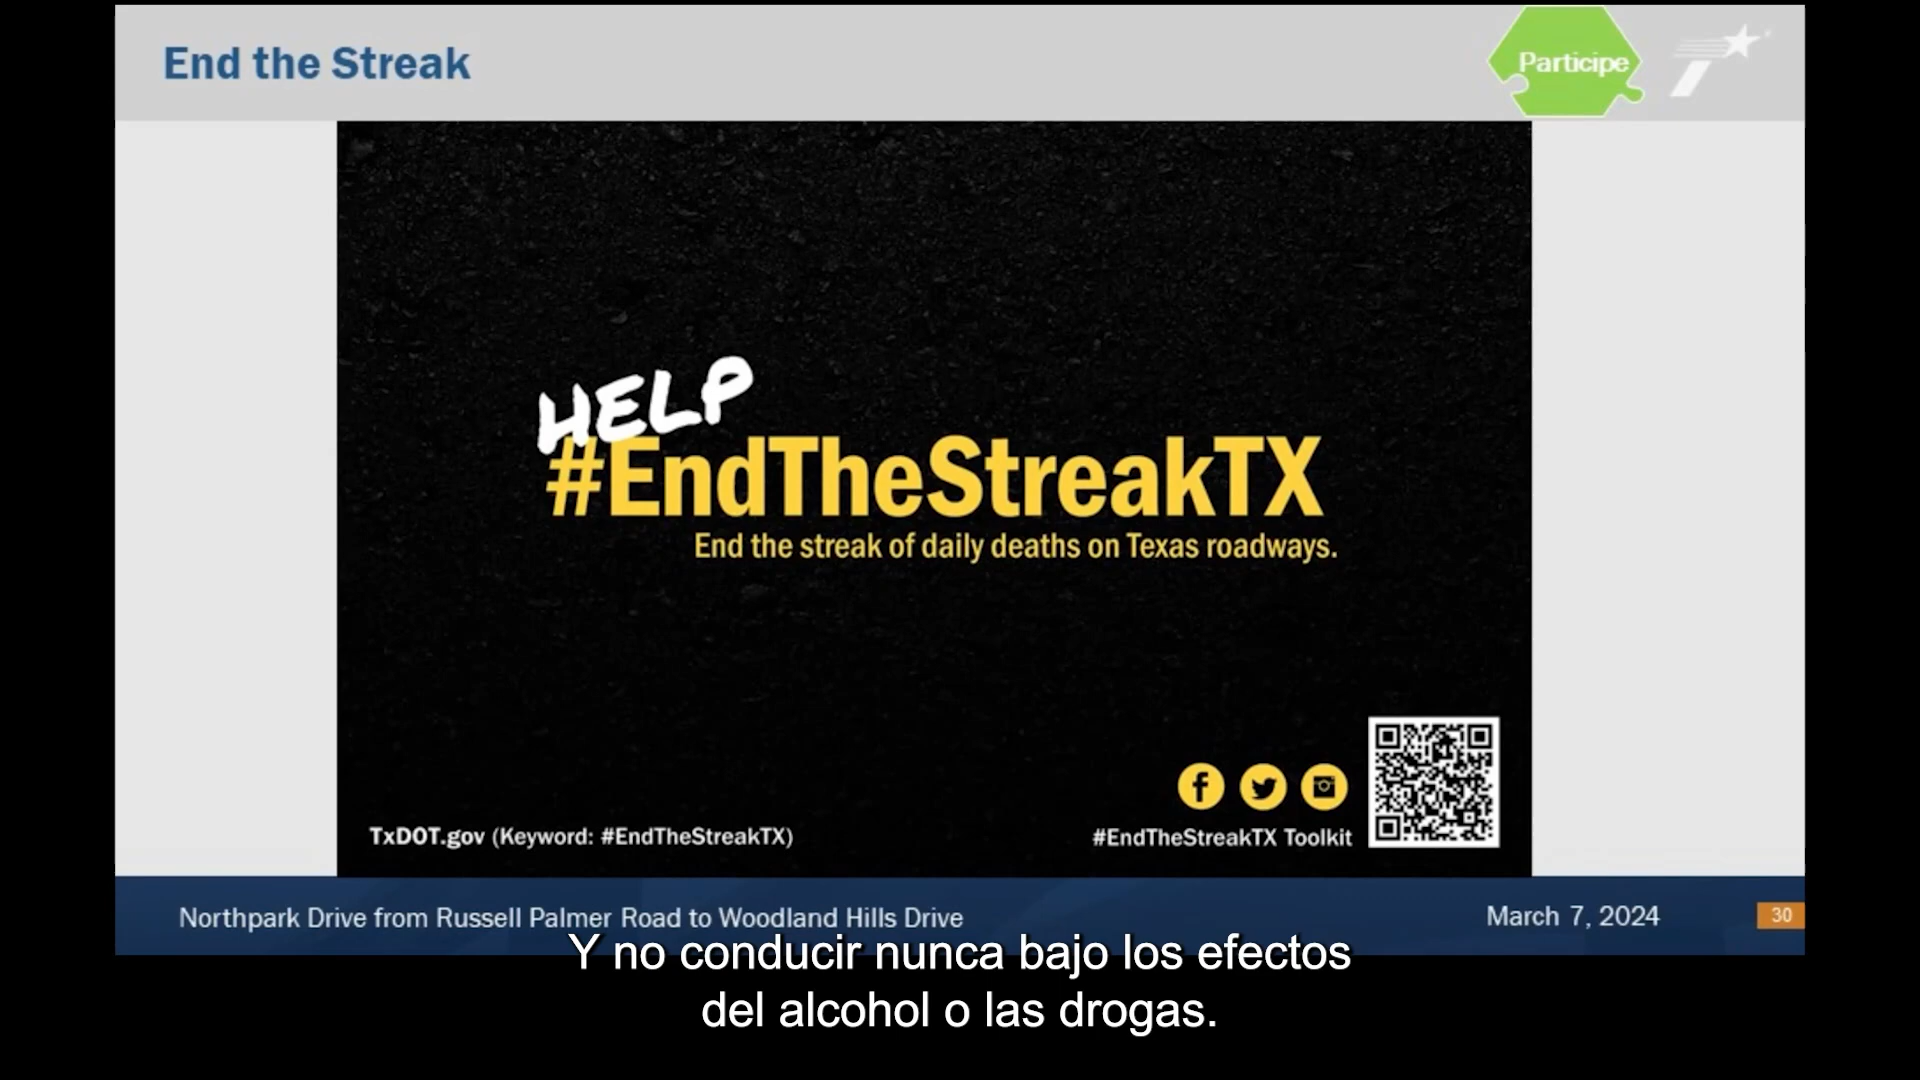 End the Streak
Participe
HELP
#EndTheStreakTX
End the streak of daily deaths on Texas roadways.
TxDOT.gov (Keyword: #EndTheStreakTX)
#EndTheStreakTX Toolkit
Northpark Drive from Russell Palmer Road to Woodland Hills Drive
March 7, 2024
30
Y no conducir nunca bajo los efectos
del alcohol o las drogas.